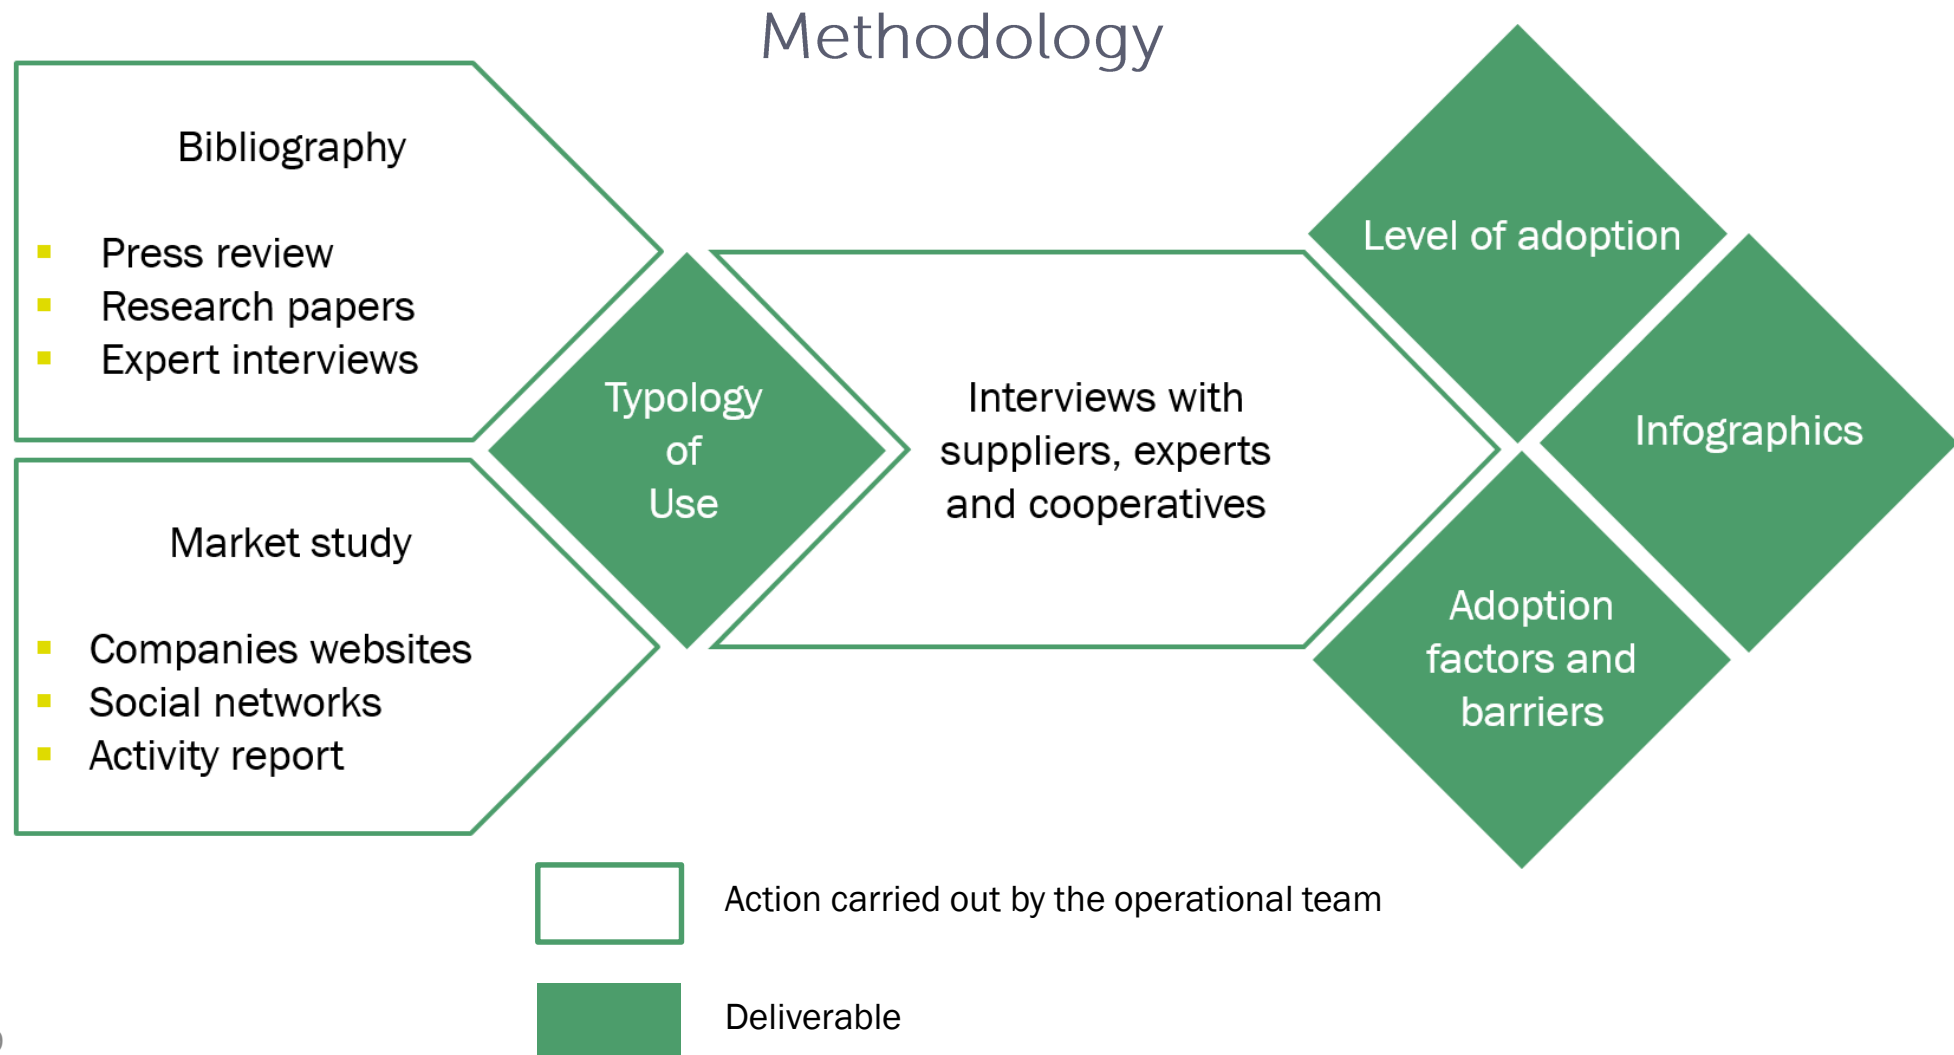 Methodology
Bibliography
Press review
Research papers
Expert interviews
Market study
Companies websites
Social networks
Activity report
Typology
of
Use
Interviews with
suppliers, experts
and cooperatives
Level of adoption
Infographics
Adoption
factors and
barriers
Action carried out by the operational team
Deliverable